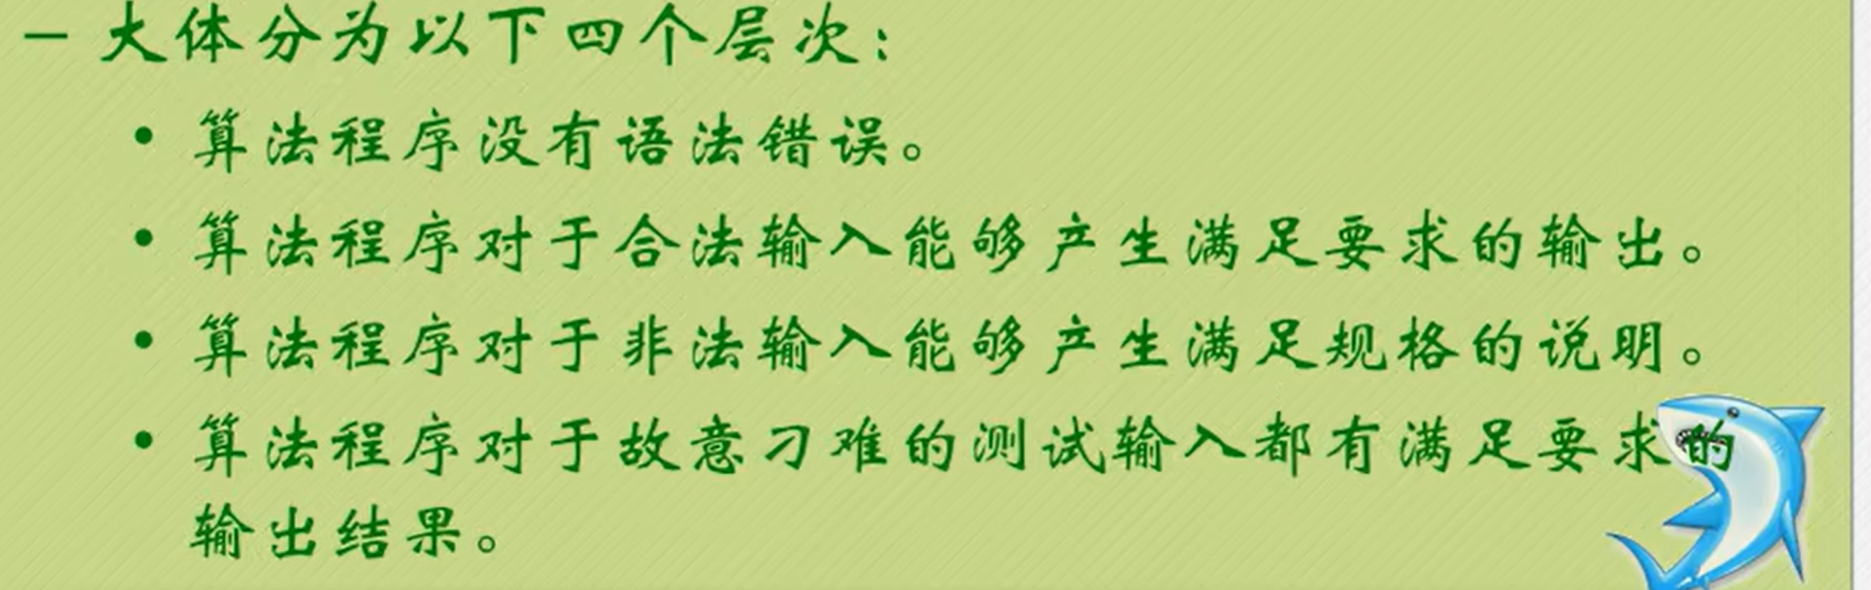 – 大体分为以下四个层次：
• 算法程序没有语法错误。
• 算法程序对于合法输入能够产生满足要求的输出。
• 算法程序对于非法输入能够产生满足规格的说明。
• 算法程序对于故意刁难的测试输入都有满足要求的
输出结果。